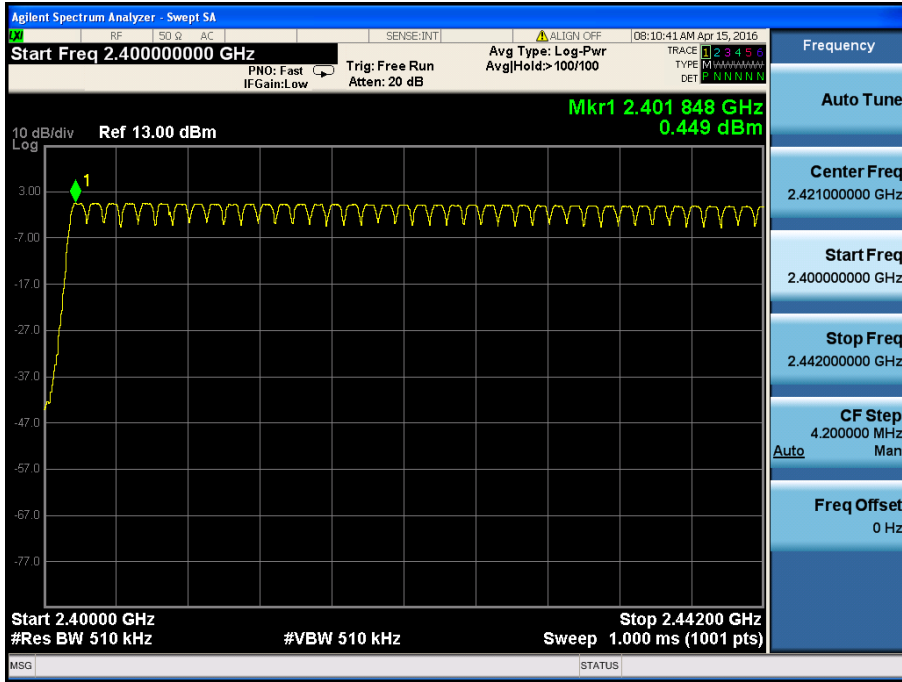 Agilent Spectrum Analyzer - Swept SA
LXI RF 50 Ω AC SENSE:INT ALIGN OFF 08:10:41 AM Apr 15, 2016
Start Freq 2.400000000 GHz
PNO: Fast
IFGain:Low
Trig: Free Run
Atten: 20 dB
Avg Type: Log-Pwr
Avg|Hold:>100/100
TRACE 1 2 3 4 5 6
TYPE M WWWWW
DET P N N N N N
Mkr1 2.401 848 GHz
0.449 dBm
10 dB/div Ref 13.00 dBm
Log
1
3.00
-7.00
-17.0
-27.0
-37.0
-47.0
-57.0
-67.0
-77.0
Start 2.40000 GHz Stop 2.44200 GHz
#Res BW 510 kHz #VBW 510 kHz Sweep 1.000 ms (1001 pts)
MSG STATUS
Frequency
Auto Tune
Center Freq
2.421000000 GHz
Start Freq
2.400000000 GHz
Stop Freq
2.442000000 GHz
CF Step
4.200000 MHz
Auto Man
Freq Offset
0 Hz